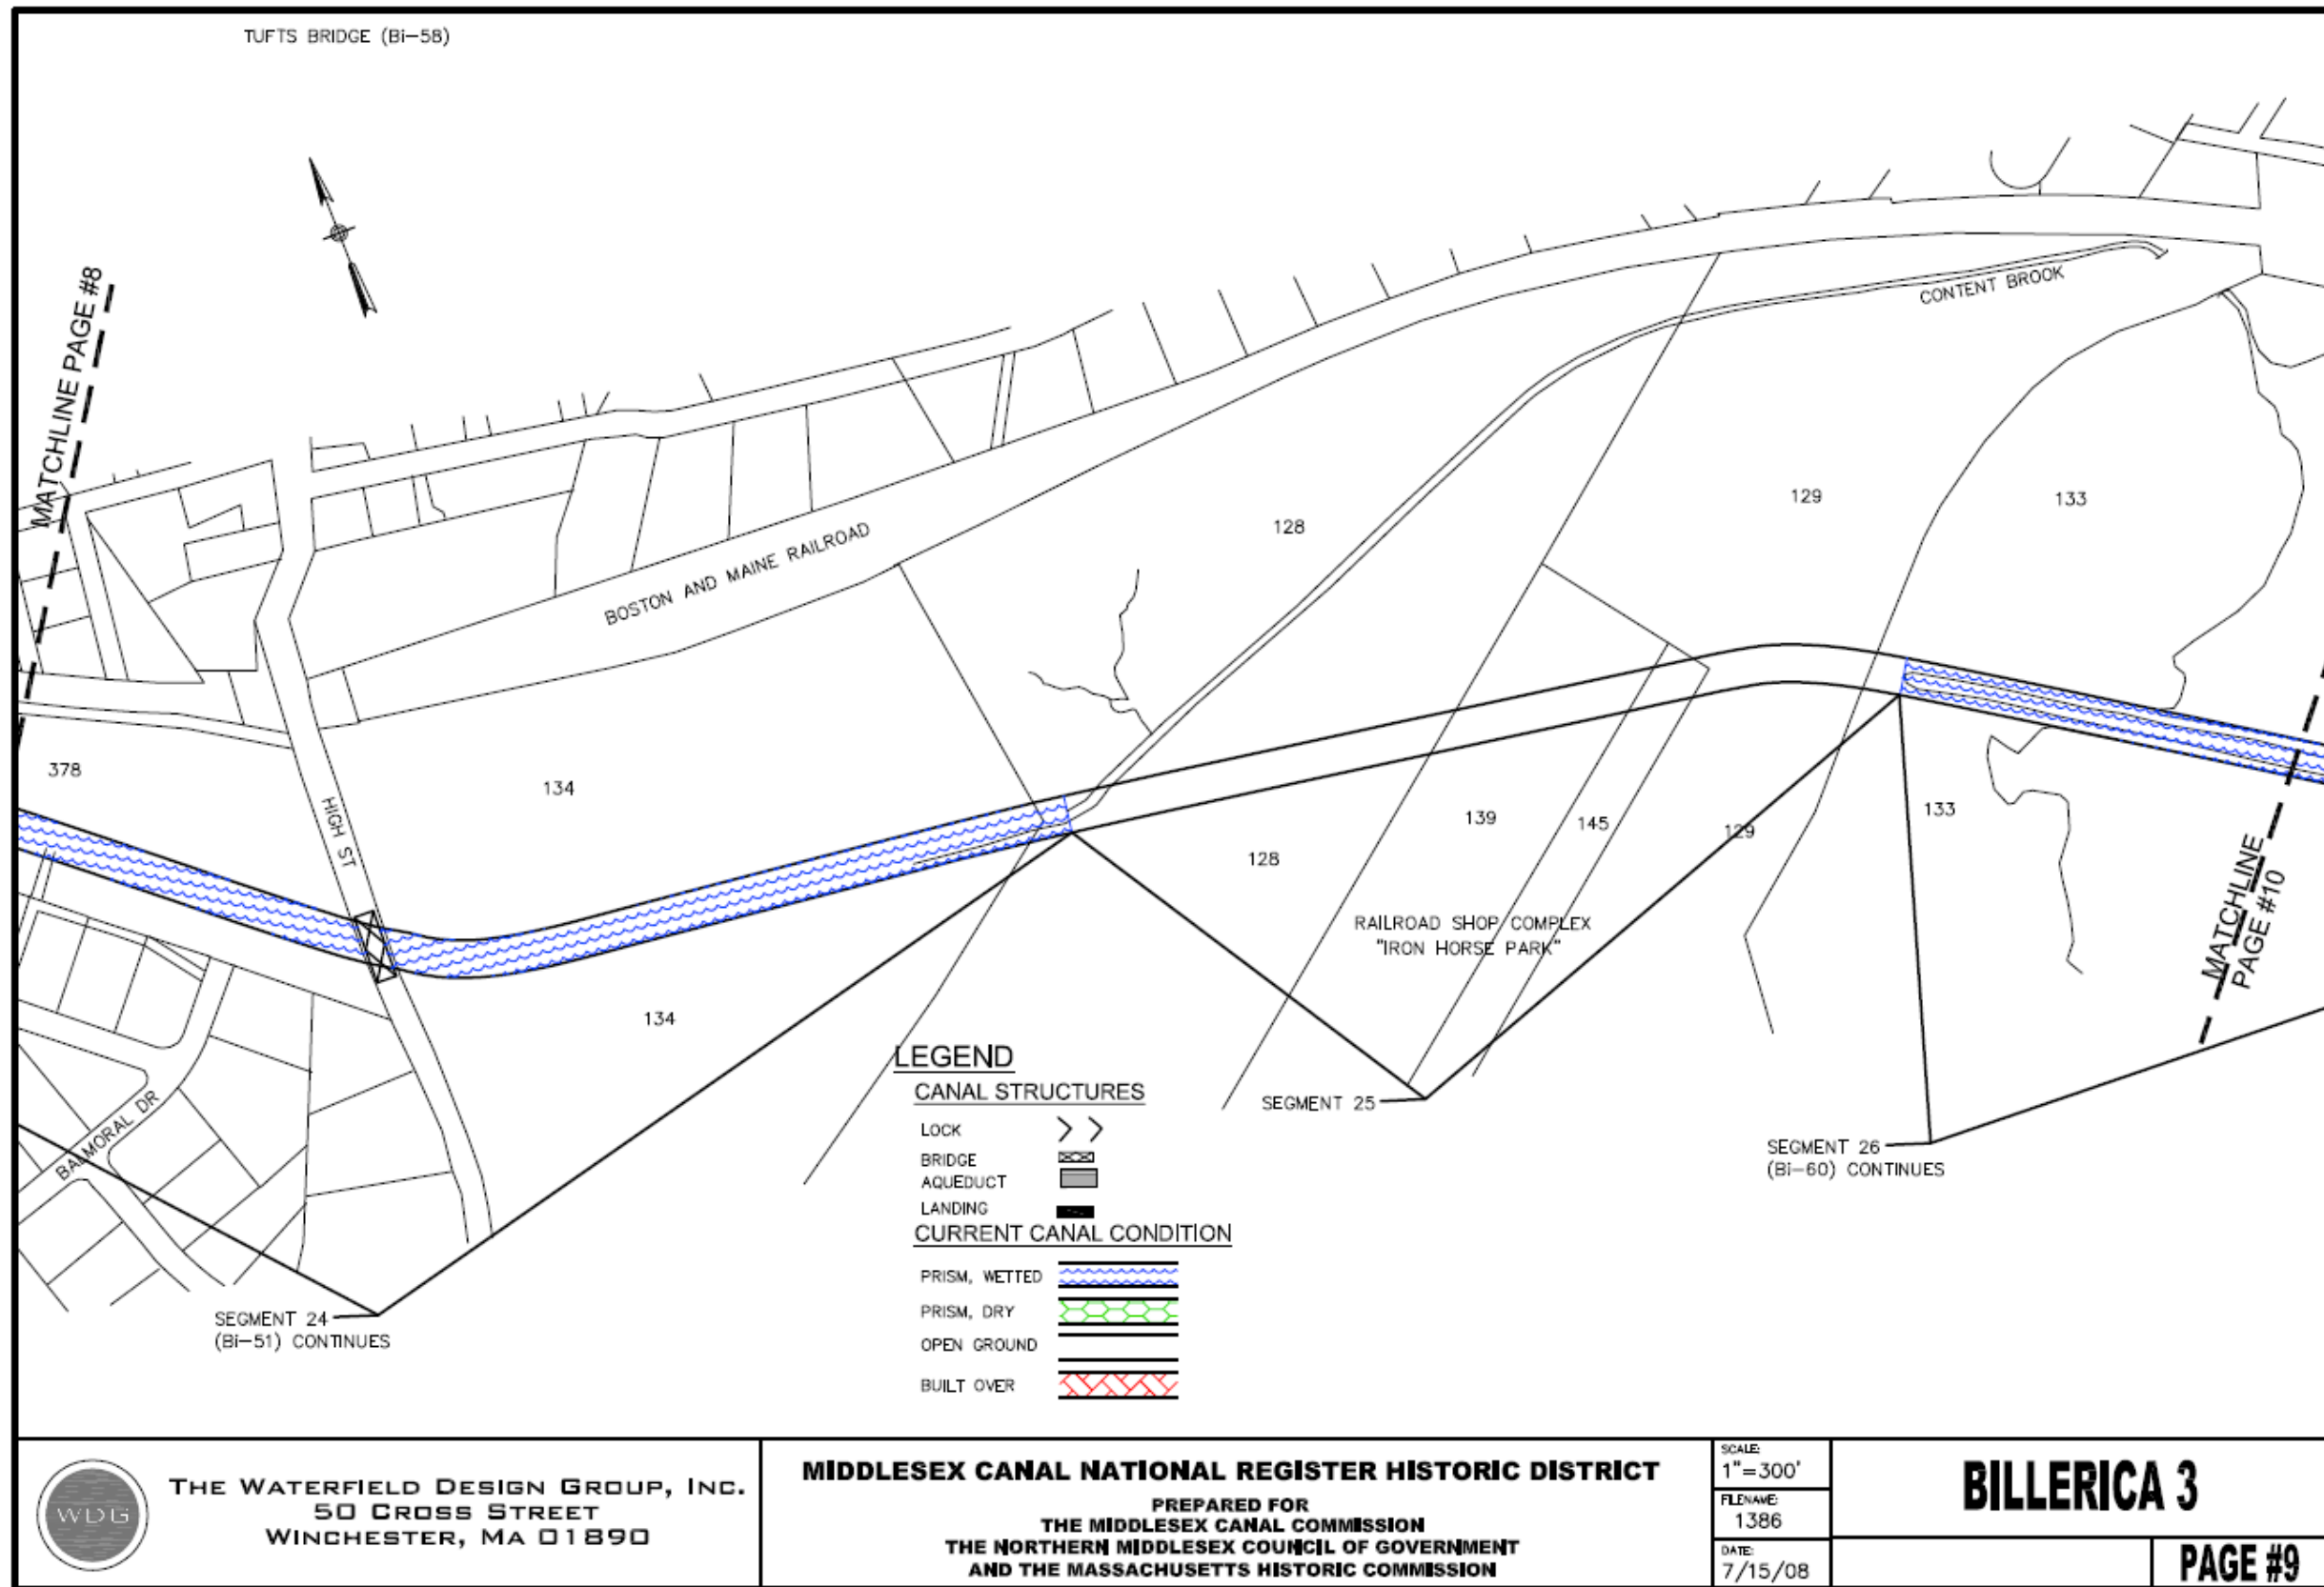 TUFTS BRIDGE (Bi-58)
MATCHLINE PAGE #8
CONTENT BROOK
BOSTON AND MAINE RAILROAD
128
129
133
378
134
HIGH ST
133
139
145
129
128
RAILROAD SHOP COMPLEX
"IRON HORSE PARK"
MATCHLINE
PAGE #10
134
BALMORAL DR
SEGMENT 25
SEGMENT 26
(Bi-60) CONTINUES
SEGMENT 24
(Bi-51) CONTINUES
LEGEND
CANAL STRUCTURES
LOCK
BRIDGE
AQUEDUCT
LANDING
CURRENT CANAL CONDITION
PRISM, WETTED
PRISM, DRY
OPEN GROUND
BUILT OVER
WDG
THE WATERFIELD DESIGN GROUP, INC.
50 CROSS STREET
WINCHESTER, MA 01890
MIDDLESEX CANAL NATIONAL REGISTER HISTORIC DISTRICT
PREPARED FOR
THE MIDDLESEX CANAL COMMISSION
THE NORTHERN MIDDLESEX COUNCIL OF GOVERNMENT
AND THE MASSACHUSETTS HISTORIC COMMISSION
SCALE:
1"=300'
FILENAME:
1386
DATE:
7/15/08
BILLERICA 3
PAGE #9